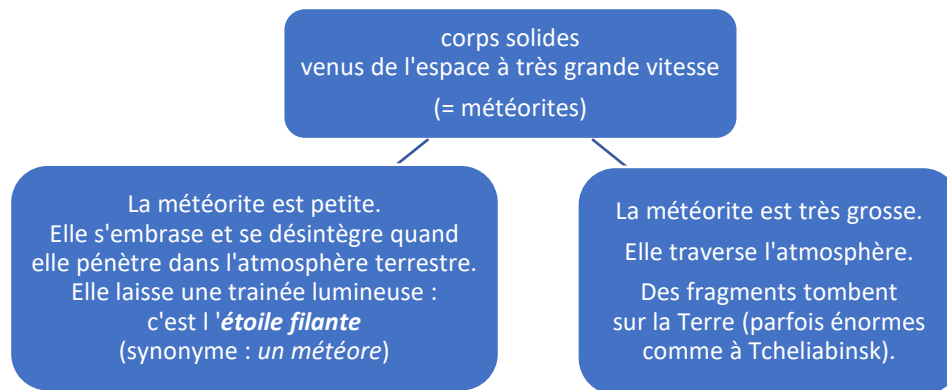 corps solides
venus de l'espace à très grande vitesse
(= météorites)
La météorite est petite.
Elle s'embrase et se désintègre quand
elle pénètre dans l'atmosphère terrestre.
Elle laisse une trainée lumineuse :
c'est l 'étoile filante
(synonyme : un météore)
La météorite est très grosse.
Elle traverse l'atmosphère.
Des fragments tombent
sur la Terre (parfois énormes
comme à Tcheliabinsk).